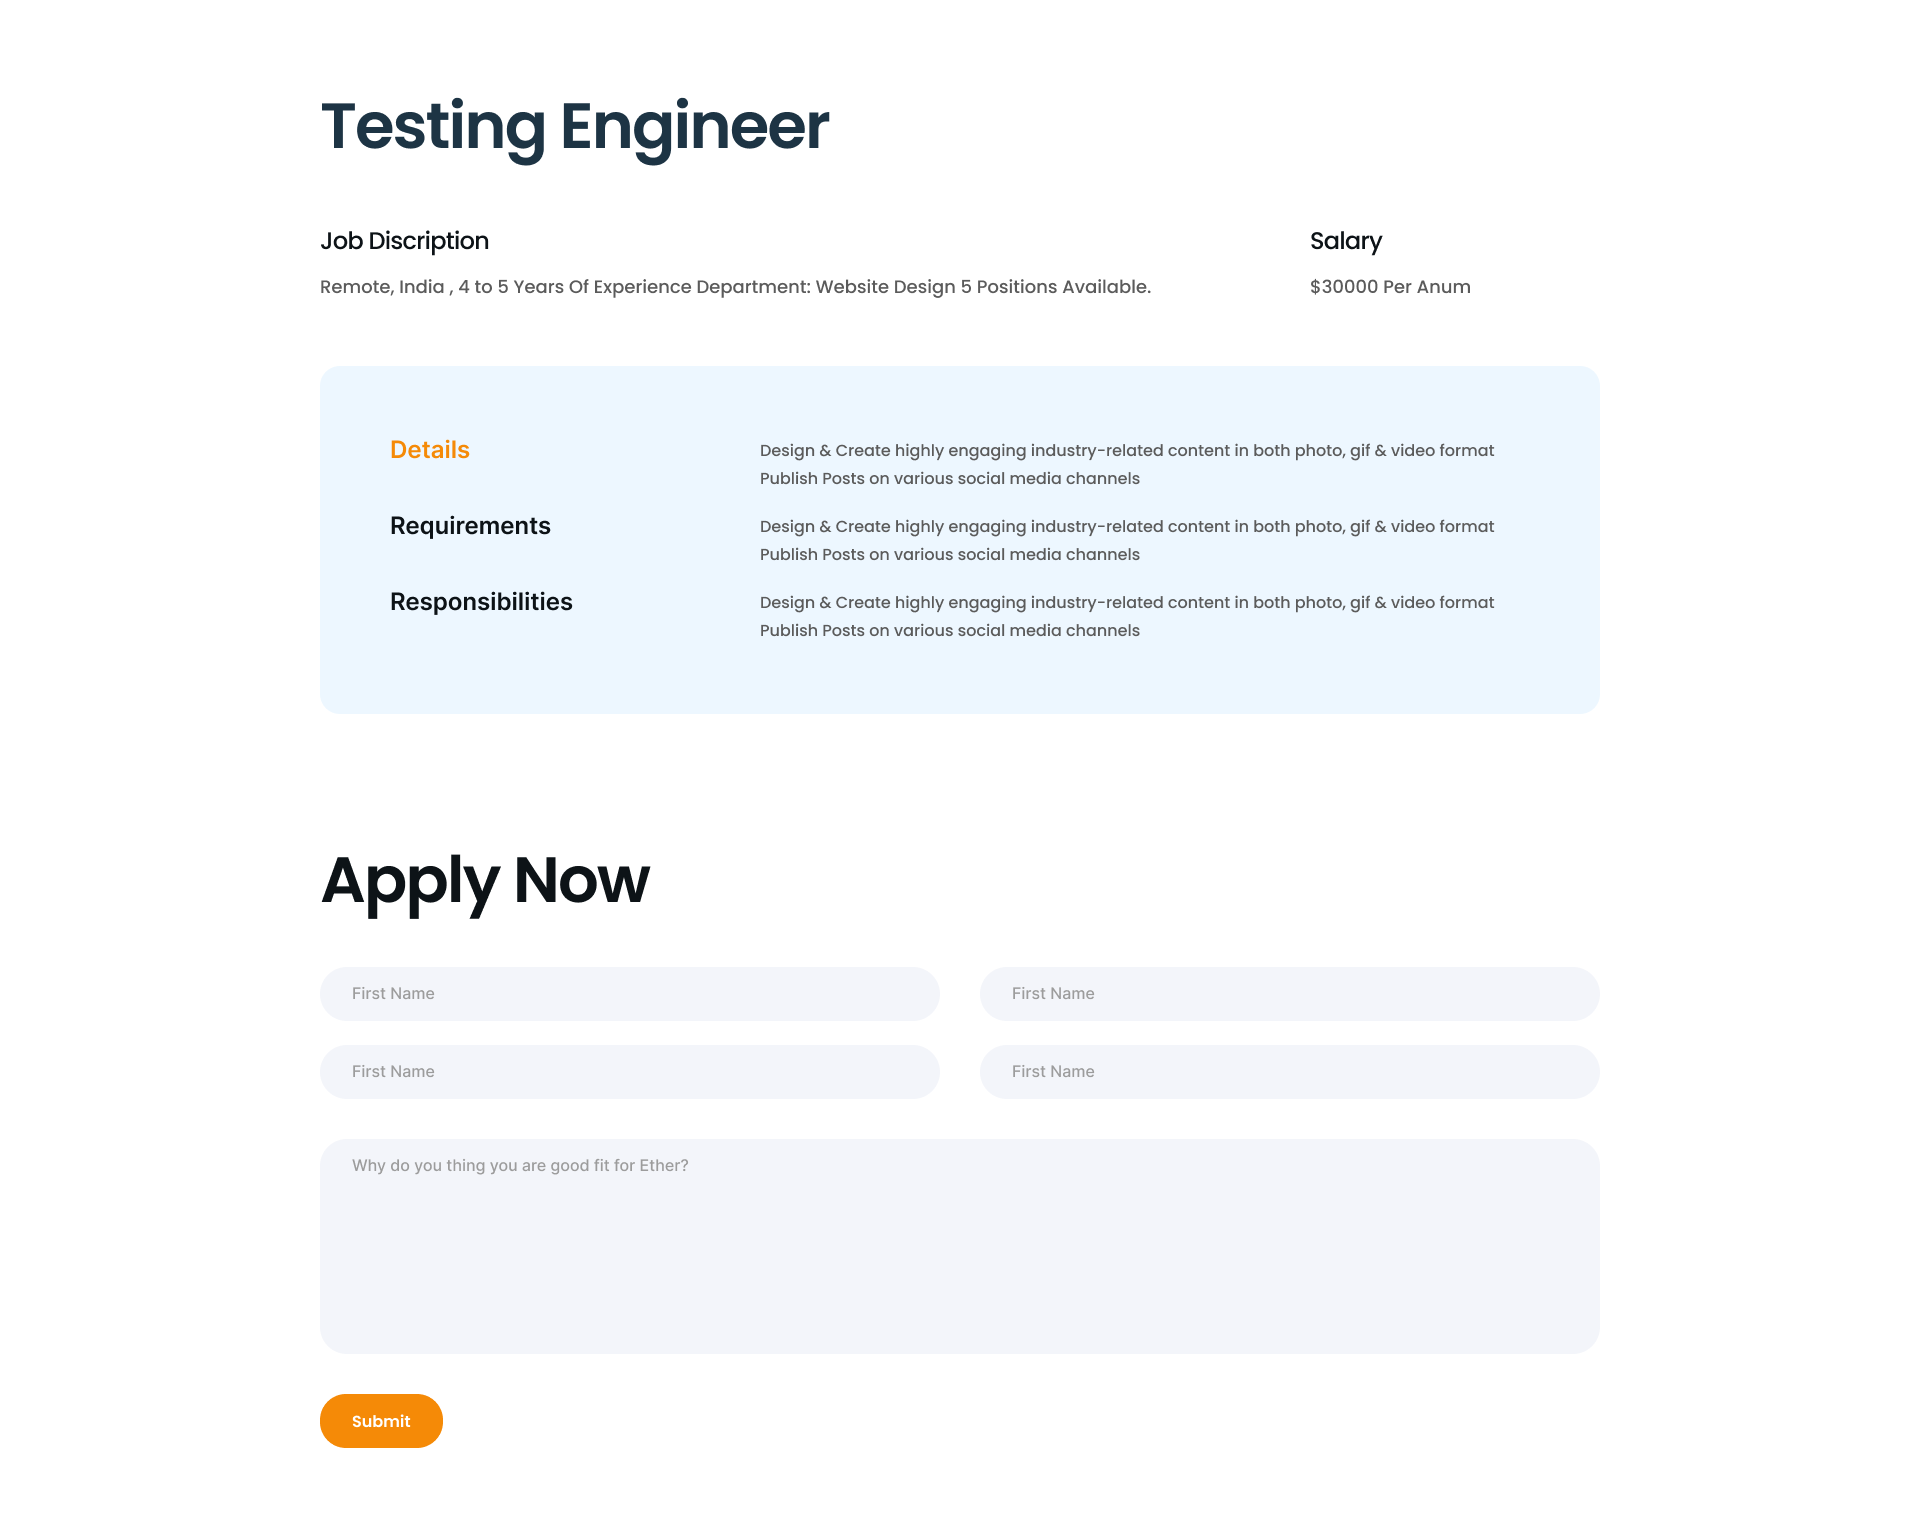 Testing Engineer
Job Discription
Remote, India , 4 to 5 Years Of Experience Department: Website Design 5 Positions Available.
Salary
$30000 Per Anum
Details
Design & Create highly engaging industry-related content in both photo, gif & video format
Publish Posts on various social media channels
Requirements
Design & Create highly engaging industry-related content in both photo, gif & video format
Publish Posts on various social media channels
Responsibilities
Design & Create highly engaging industry-related content in both photo, gif & video format
Publish Posts on various social media channels
Apply Now
First Name
First Name
First Name
First Name
Why do you thing you are good fit for Ether?
Submit